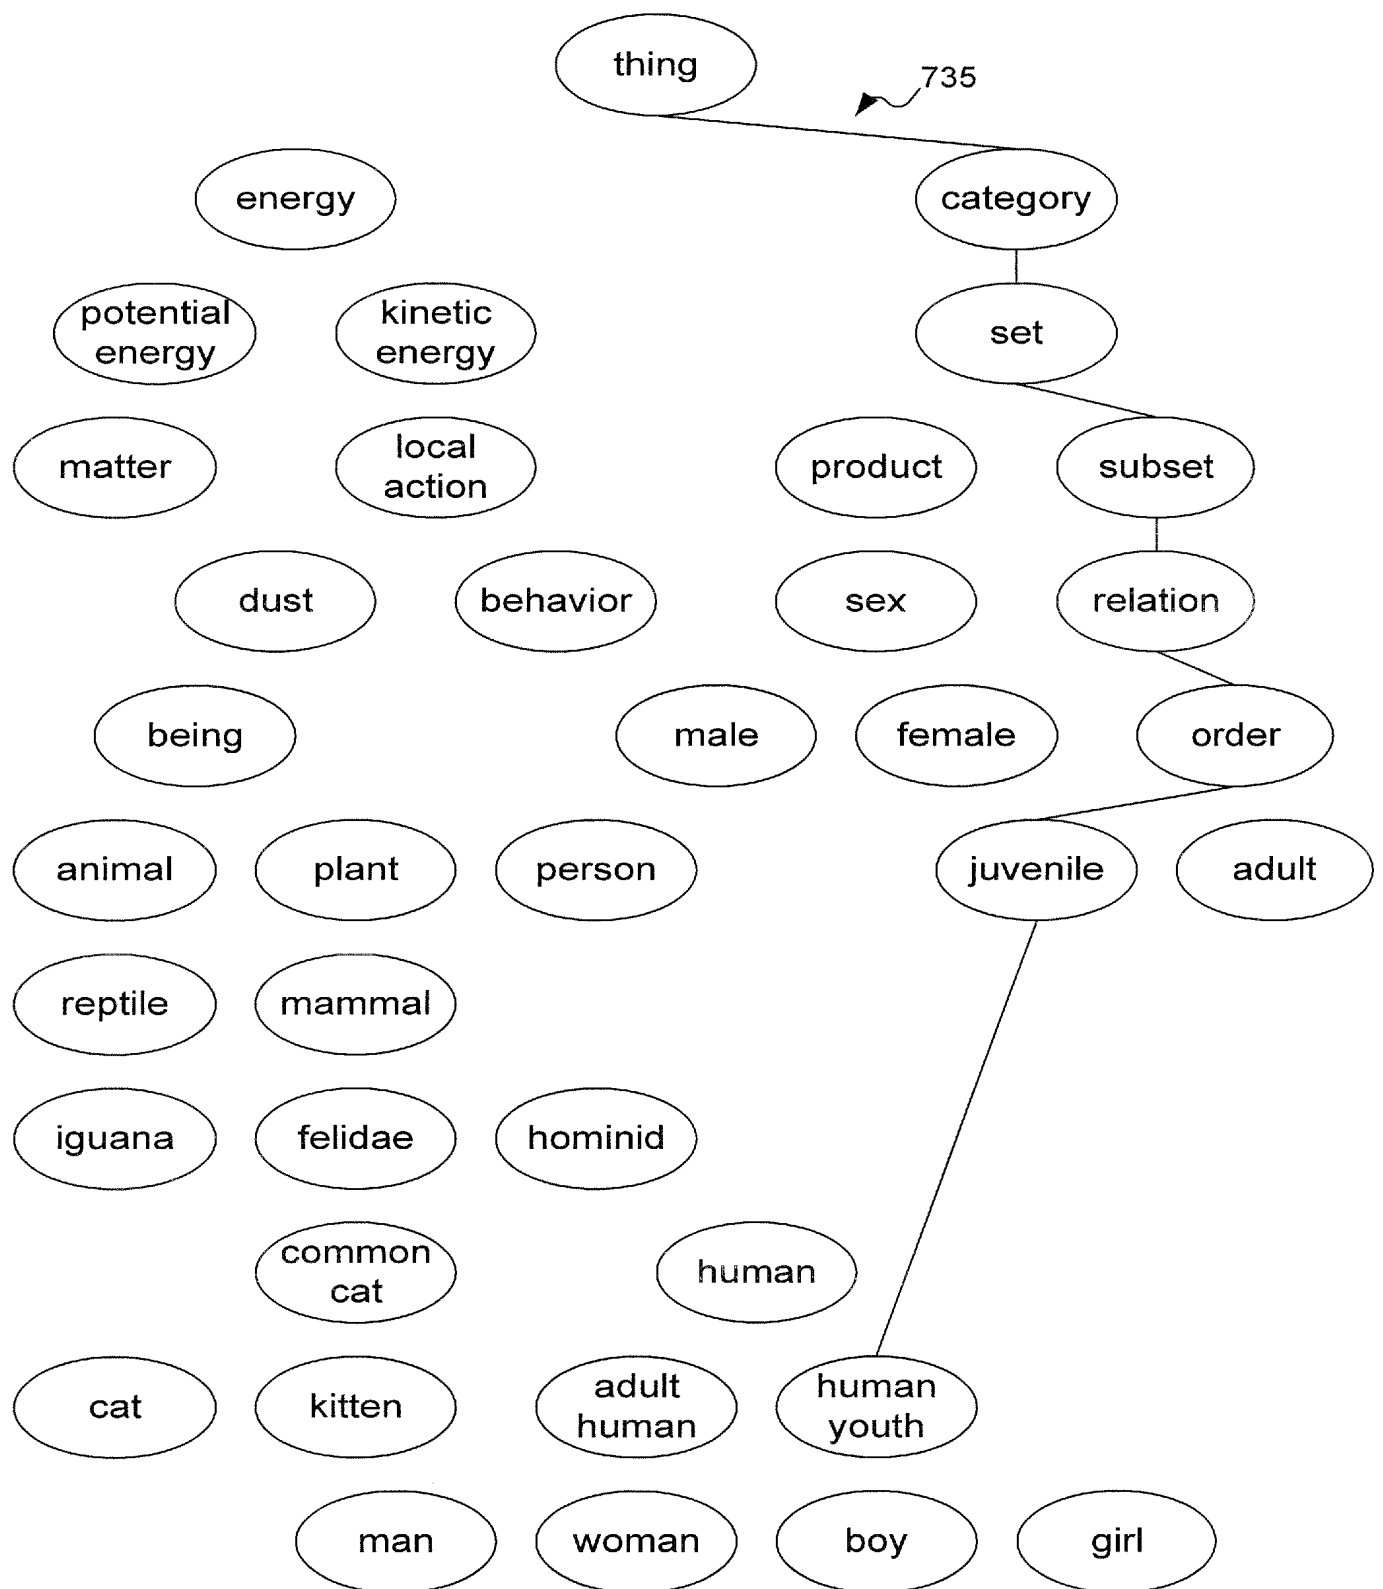 thing
735
energy
category
potential
energy
kinetic
energy
set
matter
local
action
product
subset
dust
behavior
sex
relation
being
male
female
order
animal
plant
person
juvenile
adult
reptile
mammal
iguana
felidae
hominid
common
cat
human
cat
kitten
adult
human
human
youth
man
woman
boy
girl